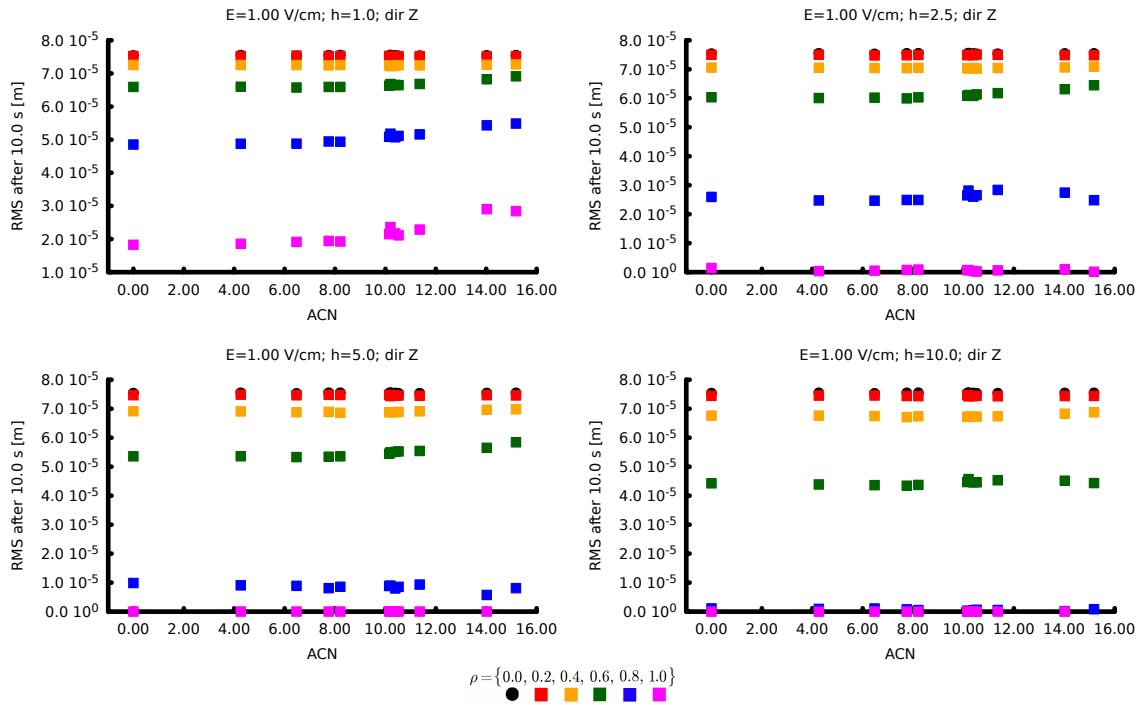 E=1.00 V/cm; h=1.0; dir Z
RMS after 10.0 s [m]
8.0 10⁻⁵
7.0 10⁻⁵
6.0 10⁻⁵
5.0 10⁻⁵
4.0 10⁻⁵
3.0 10⁻⁵
2.0 10⁻⁵
1.0 10⁻⁵
0.00 2.00 4.00 6.00 8.00 10.00 12.00 14.00 16.00
ACN
E=1.00 V/cm; h=2.5; dir Z
RMS after 10.0 s [m]
8.0 10⁻⁵
7.0 10⁻⁵
6.0 10⁻⁵
5.0 10⁻⁵
4.0 10⁻⁵
3.0 10⁻⁵
2.0 10⁻⁵
1.0 10⁻⁵
0.0 10⁰
0.00 2.00 4.00 6.00 8.00 10.00 12.00 14.00 16.00
ACN
E=1.00 V/cm; h=5.0; dir Z
RMS after 10.0 s [m]
8.0 10⁻⁵
7.0 10⁻⁵
6.0 10⁻⁵
5.0 10⁻⁵
4.0 10⁻⁵
3.0 10⁻⁵
2.0 10⁻⁵
1.0 10⁻⁵
0.0 10⁰
0.00 2.00 4.00 6.00 8.00 10.00 12.00 14.00 16.00
ACN
E=1.00 V/cm; h=10.0; dir Z
RMS after 10.0 s [m]
8.0 10⁻⁵
7.0 10⁻⁵
6.0 10⁻⁵
5.0 10⁻⁵
4.0 10⁻⁵
3.0 10⁻⁵
2.0 10⁻⁵
1.0 10⁻⁵
0.0 10⁰
0.00 2.00 4.00 6.00 8.00 10.00 12.00 14.00 16.00
ACN
ρ={0.0, 0.2, 0.4, 0.6, 0.8, 1.0}